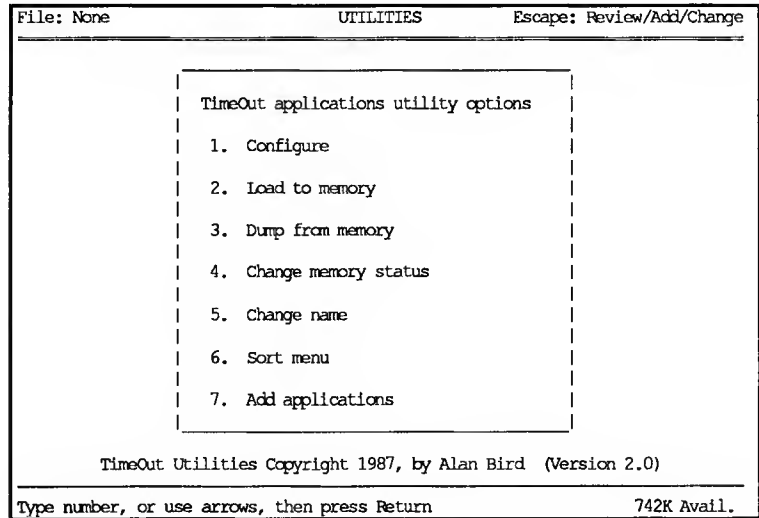 File: None UTILITIES Escape: Review/Add/Change
TimeOut applications utility options
1. Configure
2. Load to memory
3. Dump from memory
4. Change memory status
5. Change name
6. Sort menu
7. Add applications
TimeOut Utilities Copyright 1987, by Alan Bird (Version 2.0)
Type number, or use arrows, then press Return 742K Avail.